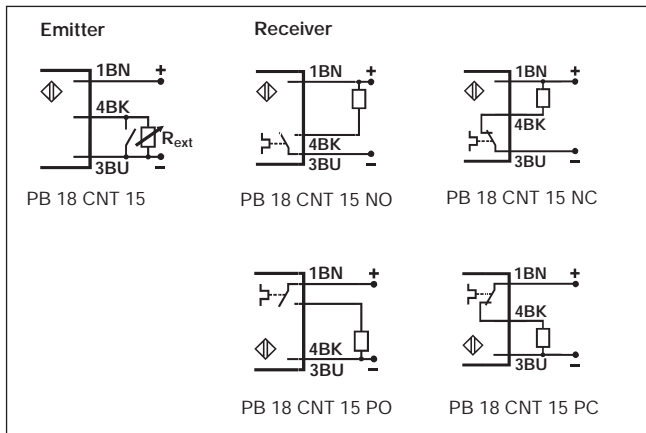 Emitter
1BN +
4BK
Rext
3BU −
PB 18 CNT 15
Receiver
1BN +
4BK
3BU −
PB 18 CNT 15 NO
1BN +
4BK
3BU −
PB 18 CNT 15 NC
1BN +
4BK
3BU −
PB 18 CNT 15 PO
1BN +
4BK
3BU −
PB 18 CNT 15 PC